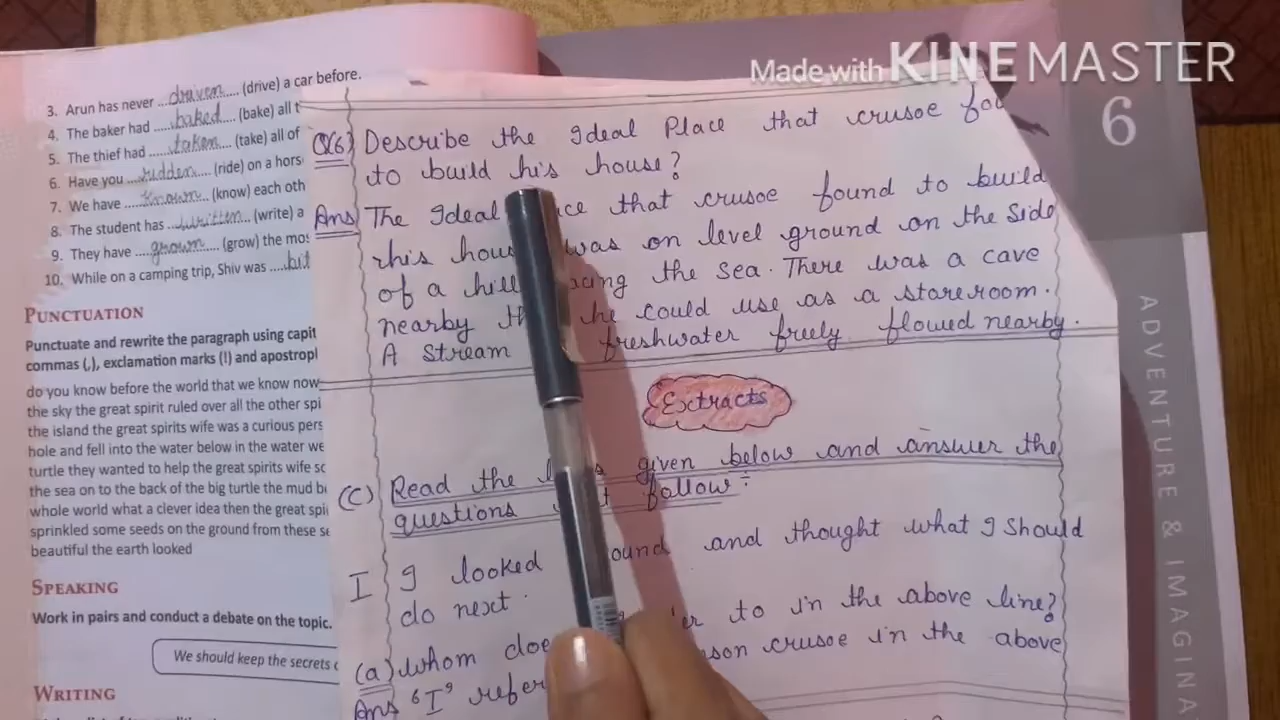 Made with KINEMASTER
3. Arun has never ... driven ... (drive) a car before.
4. The baker had ... baked ... (bake) all t
5. The thief had ... taken ... (take) all of
6. Have you ... ridden ... (ride) on a hors
7. We have ... known ... (know) each oth
8. The student has ... written ... (write) a
9. They have ... grown ... (grow) the mos
10. While on a camping trip, Shiv was ... bit
PUNCTUATION
Punctuate and rewrite the paragraph using capit
commas (,), exclamation marks (!) and apostropl
do you know before the world that we know now
the sky the great spirit ruled over all the other spi
the island the great spirits wife was a curious pers
hole and fell into the water below in the water we
turtle they wanted to help the great spirits wife so
the sea on to the back of the big turtle the mud b
whole world what a clever idea then the great spi
sprinkled some seeds on the ground from these se
beautiful the earth looked
SPEAKING
Work in pairs and conduct a debate on the topic.
We should keep the secrets
WRITING
Q6) Describe the Ideal Place that crusoe fou
to build his house?
Ans The Ideal ce that crusoe found to build
his hous was on level ground on the side
of a hill acing the sea. There was a cave
nearby th he could use as a storeroom.
A stream freshwater freely flowed nearby.
Extracts
(C) Read the l s given below and answer the
questions t follow:-
I I looked ound and thought what I should
do next.
(a) Whom doe er to in the above line?
Ans "I" refer son crusoe in the above
6
ADVENTURE & IMAGINA